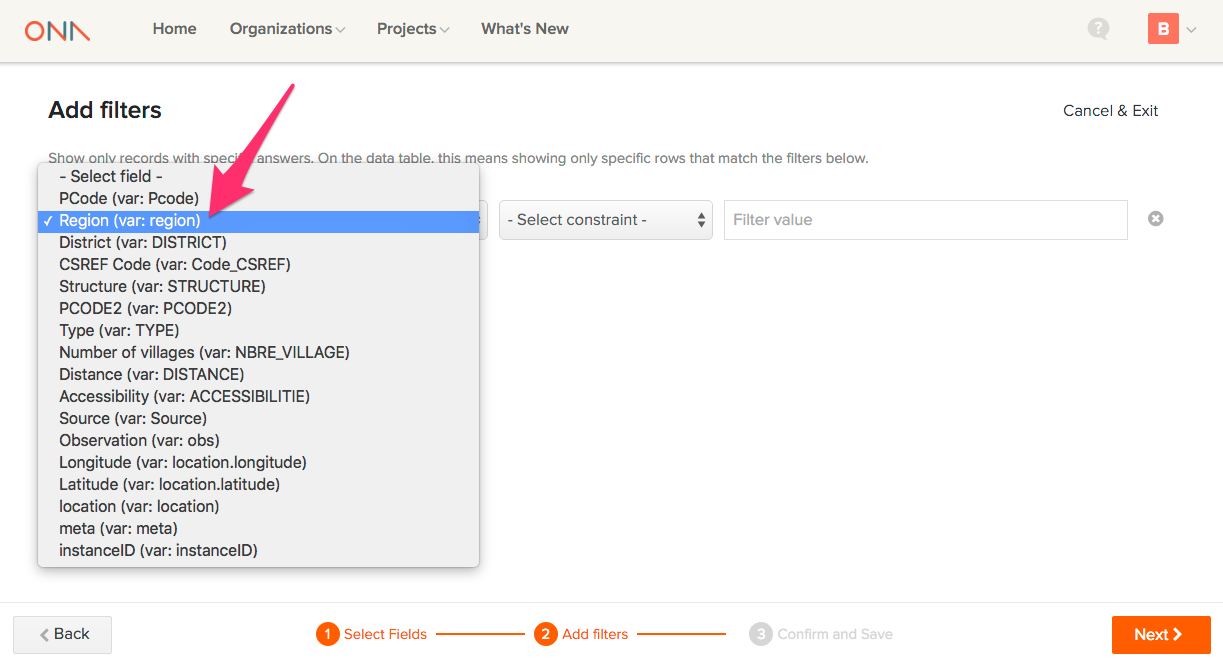 ONA Home Organizations Projects What's New ? B
Add filters Cancel & Exit
Show only records with specific answers. On the data table, this means showing only specific rows that match the filters below.
- Select field -
PCode (var: Pcode)
✓ Region (var: region) - Select constraint - Filter value
District (var: DISTRICT)
CSREF Code (var: Code_CSREF)
Structure (var: STRUCTURE)
PCODE2 (var: PCODE2)
Type (var: TYPE)
Number of villages (var: NBRE_VILLAGE)
Distance (var: DISTANCE)
Accessibility (var: ACCESSIBILITIE)
Source (var: Source)
Observation (var: obs)
Longitude (var: location.longitude)
Latitude (var: location.latitude)
location (var: location)
meta (var: meta)
instanceID (var: instanceID)
Back 1 Select Fields 2 Add filters 3 Confirm and Save Next